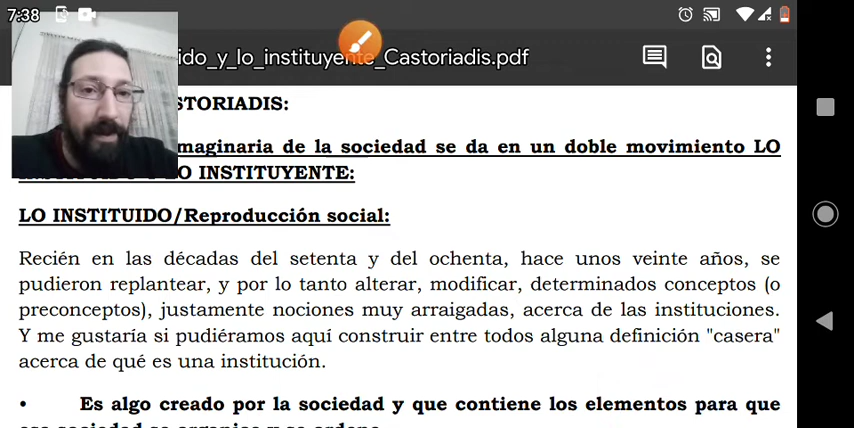 7:38
ido_y_lo_instituyente_Castoriadis.pdf
STORIADIS:
maginaria de la sociedad se da en un doble movimiento LO
LO INSTITUYENTE:
LO INSTITUIDO/Reproducción social:
Recién en las décadas del setenta y del ochenta, hace unos veinte años, se
pudieron replantear, y por lo tanto alterar, modificar, determinados conceptos (o
preconceptos), justamente nociones muy arraigadas, acerca de las instituciones.
Y me gustaría si pudiéramos aquí construir entre todos alguna definición "casera"
acerca de qué es una institución.
• Es algo creado por la sociedad y que contiene los elementos para que